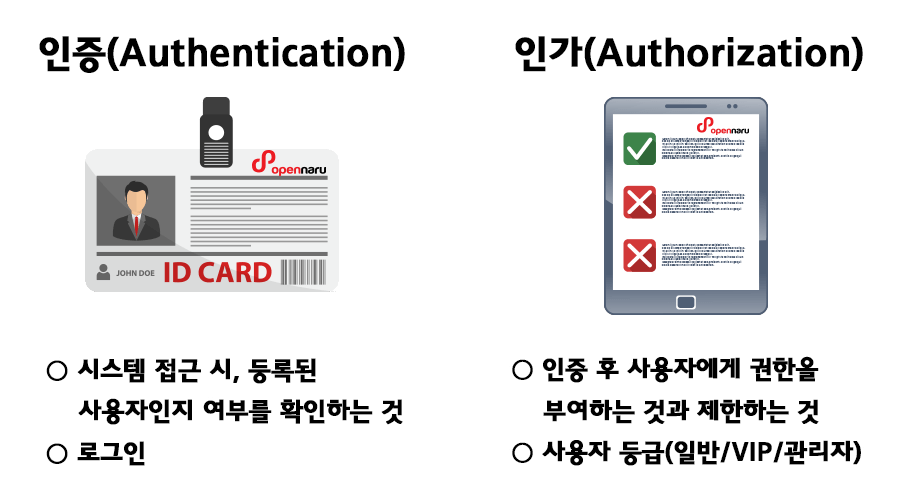 인증(Authentication)
opennaru
JOHN DOE
ID CARD
○ 시스템 접근 시, 등록된
사용자인지 여부를 확인하는 것
○ 로그인
인가(Authorization)
opennaru
○ 인증 후 사용자에게 권한을
부여하는 것과 제한하는 것
○ 사용자 등급(일반/VIP/관리자)